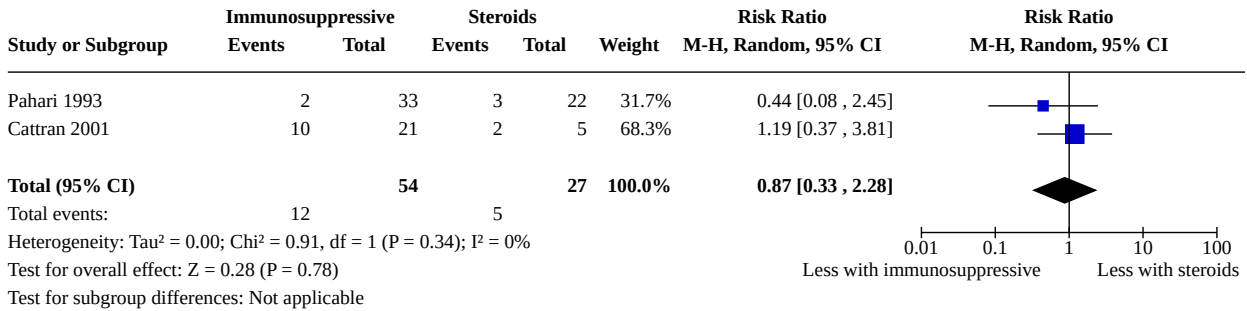 Immunosuppressive Steroids Risk Ratio Risk Ratio
Study or Subgroup Events Total Events Total Weight M-H, Random, 95% CI M-H, Random, 95% CI
Pahari 1993 2 33 3 22 31.7% 0.44 [0.08 , 2.45]
Cattran 2001 10 21 2 5 68.3% 1.19 [0.37 , 3.81]
Total (95% CI) 54 27 100.0% 0.87 [0.33 , 2.28]
Total events: 12 5
Heterogeneity: Tau² = 0.00; Chi² = 0.91, df = 1 (P = 0.34); I² = 0%
0.01 0.1 1 10 100
Test for overall effect: Z = 0.28 (P = 0.78) Less with immunosuppressive Less with steroids
Test for subgroup differences: Not applicable